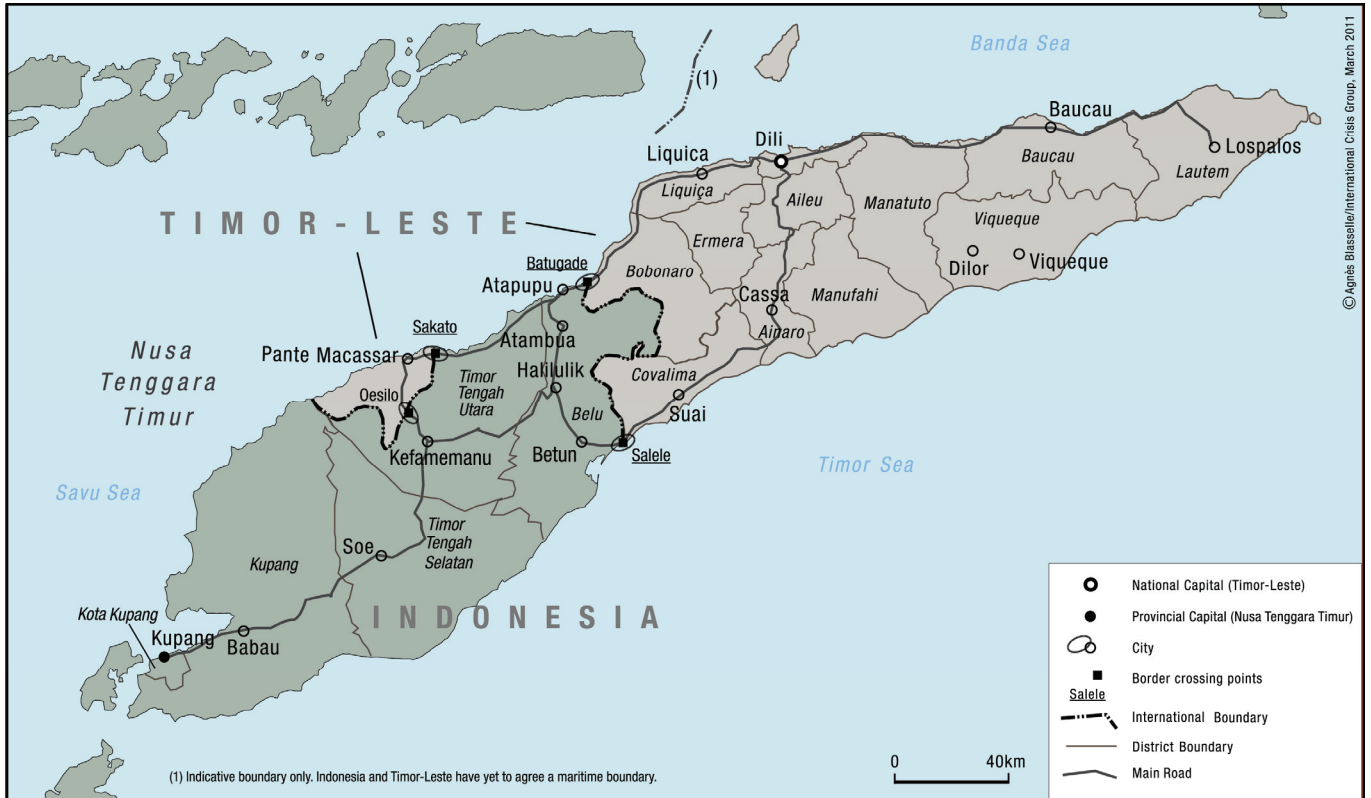 Banda Sea
© Agnès Blasselle/International Crisis Group, March 2011
(1)
Baucau
Dili
Liquica
Lospalos
Baucau
Lautem
Liquiça
Aileu
Manatuto
TIMOR-LESTE
Viqueque
Ermera
Batugade
Bobonaro
Dilor
Viqueque
Atapupu
Cassa
Manufahi
Sakato
Ainaro
Atambua
Nusa
Tenggara
Timur
Pante Macassar
Halilulik
Covalima
Timor
Tengah
Utara
Oesilo
Belu
Suai
Kefamemanu
Betun
Salele
Timor Sea
Savu Sea
Timor
Tengah
Selatan
Soe
Kupang
Kota Kupang
INDONESIA
Kupang
Babau
National Capital (Timor-Leste)
Provincial Capital (Nusa Tenggara Timur)
City
Border crossing points
Salele
International Boundary
District Boundary
Main Road
0 40km
(1) Indicative boundary only. Indonesia and Timor-Leste have yet to agree a maritime boundary.